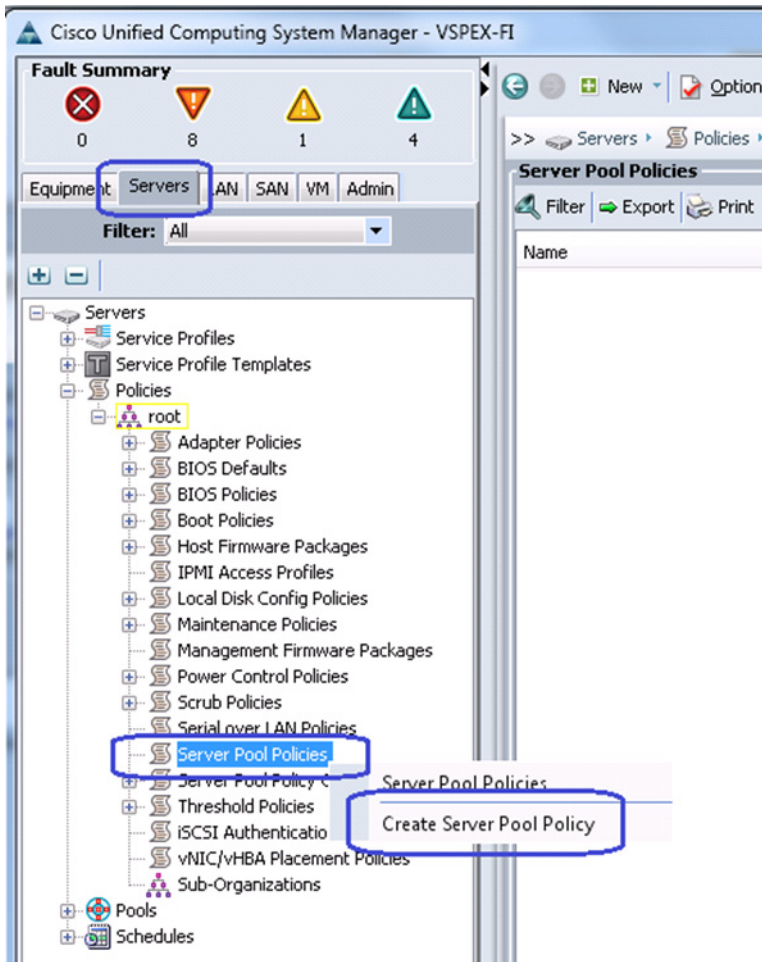 Cisco Unified Computing System Manager - VSPEX-FI
Fault Summary
0 8 1 4
New Option
>> Servers Policies
Equipment Servers LAN SAN VM Admin
Server Pool Policies
Filter: All
Filter Export Print
Name
Servers
Service Profiles
Service Profile Templates
Policies
root
Adapter Policies
BIOS Defaults
BIOS Policies
Boot Policies
Host Firmware Packages
IPMI Access Profiles
Local Disk Config Policies
Maintenance Policies
Management Firmware Packages
Power Control Policies
Scrub Policies
Serial over LAN Policies
Server Pool Policies
Server Pool Policies
Server Pool Policy
Create Server Pool Policy
Threshold Policies
iSCSI Authenticatio
vNIC/vHBA Placement Policies
Sub-Organizations
Pools
Schedules